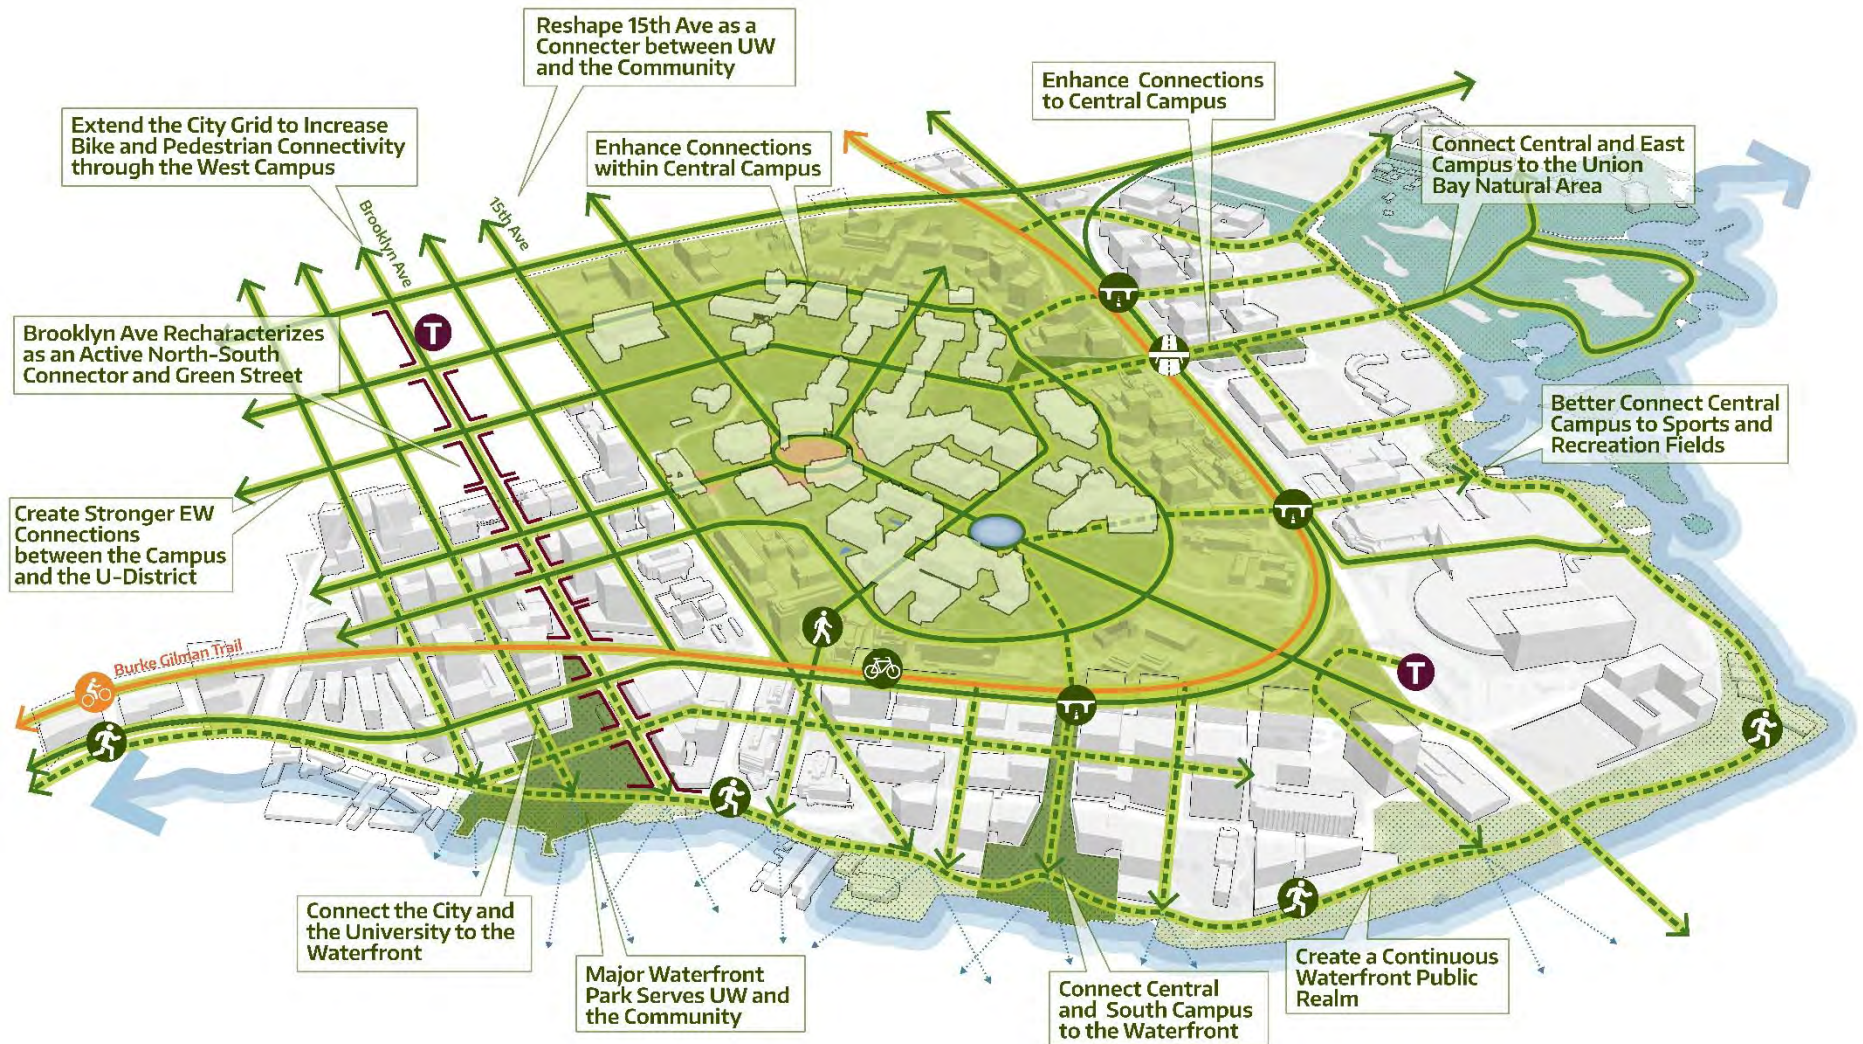 Reshape 15th Ave as a
Connecter between UW
and the Community
Enhance Connections
to Central Campus
Extend the City Grid to Increase
Bike and Pedestrian Connectivity
through the West Campus
Enhance Connections
within Central Campus
Connect Central and East
Campus to the Union
Bay Natural Area
Brooklyn Ave
15th Ave
Brooklyn Ave Recharacterizes
as an Active North-South
Connector and Green Street
T
Better Connect Central
Campus to Sports and
Recreation Fields
Create Stronger EW
Connections
between the Campus
and the U-District
Burke Gilman Trail
T
Connect the City and
the University to the
Waterfront
Major Waterfront
Park Serves UW and
the Community
Connect Central
and South Campus
to the Waterfront
Create a Continuous
Waterfront Public
Realm